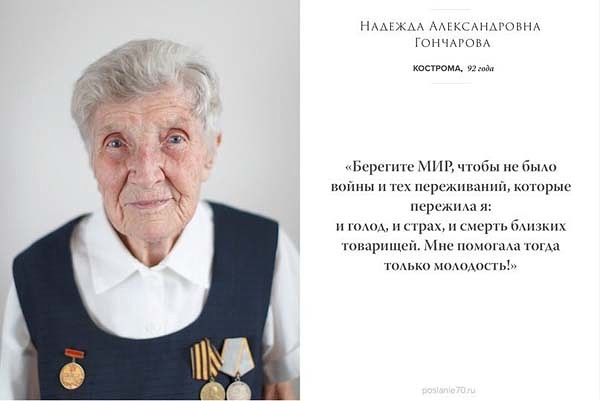 Надежда Александровна
Гончарова
КОСТРОМА, 92 года
«Берегите МИР, чтобы не было
войны и тех переживаний, которые
пережила я:
и голод, и страх, и смерть близких
товарищей. Мне помогала тогда
только молодость!»
poslanie70.ru